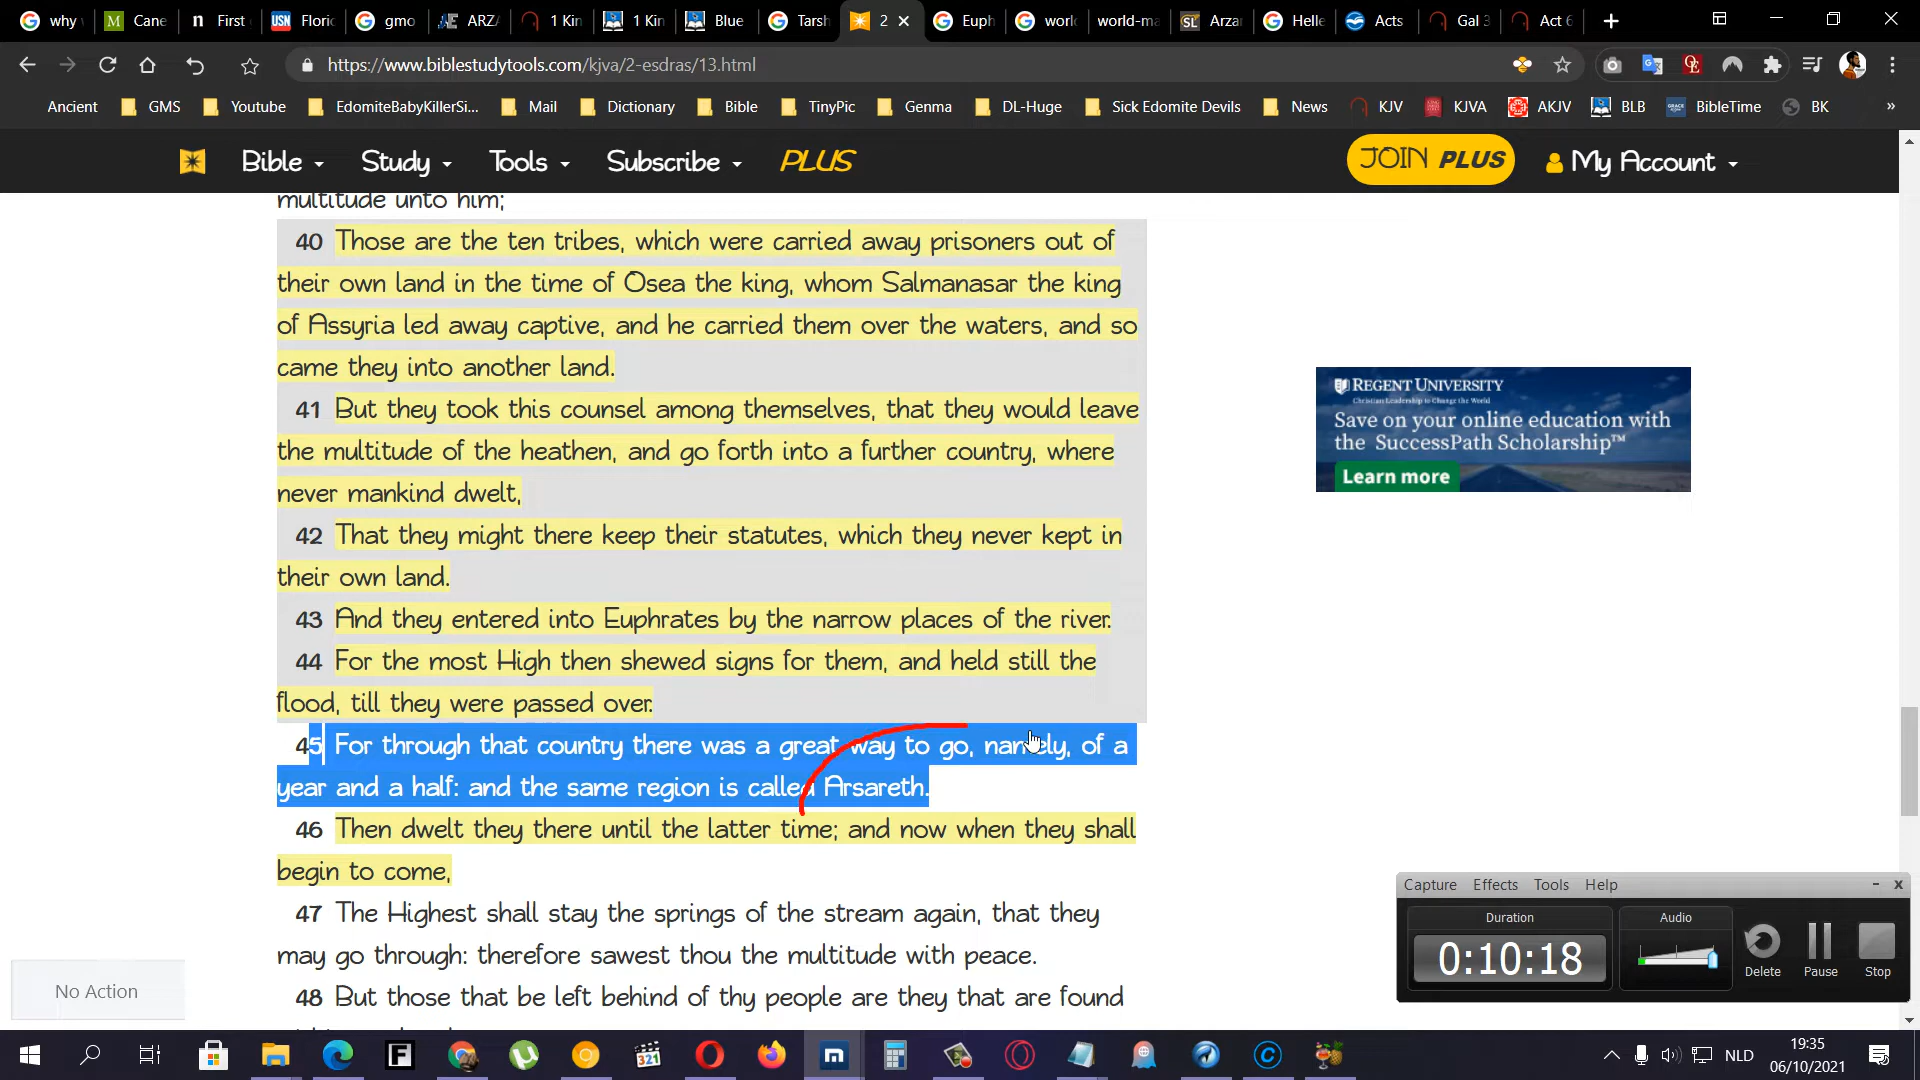 why
Cane
First
Flori
gmo
ARZ
1 Kin
1 Kin
Blue
Tarsh
2
Euph
worl
world-ma
Arzar
Helle
Acts
Gal 3
Act 6
https://www.biblestudytools.com/kjva/2-esdras/13.html
Ancient
GMS
Youtube
EdomiteBabyKillerSi...
Mail
Dictionary
Bible
TinyPic
Genma
DL-Huge
Sick Edomite Devils
News
KJV
KJVA
AKJV
BLB
BibleTime
BK
»
Bible
Study
Tools
Subscribe
PLUS
JOIN PLUS
My Account
multitude unto him;
40 Those are the ten tribes, which were carried away prisoners out of
their own land in the time of Osea the king, whom Salmanasar the king
of Assyria led away captive, and he carried them over the waters, and so
came they into another land.
41 But they took this counsel among themselves, that they would leave
the multitude of the heathen, and go forth into a further country, where
never mankind dwelt,
42 That they might there keep their statutes, which they never kept in
their own land.
43 And they entered into Euphrates by the narrow places of the river.
44 For the most High then shewed signs for them, and held still the
flood, till they were passed over.
45 For through that country there was a great way to go, namely, of a
year and a half: and the same region is called Arsareth.
46 Then dwelt they there until the latter time; and now when they shall
begin to come,
47 The Highest shall stay the springs of the stream again, that they
may go through: therefore sawest thou the multitude with peace.
48 But those that be left behind of thy people are they that are found
REGENT UNIVERSITY
Christian Leadership to Change the World
Save on your online education with
the SuccessPath Scholarship™
Learn more
Capture Effects Tools Help
Duration
0:10:18
Audio
Delete
Pause
Stop
No Action
NLD
19:35
06/10/2021